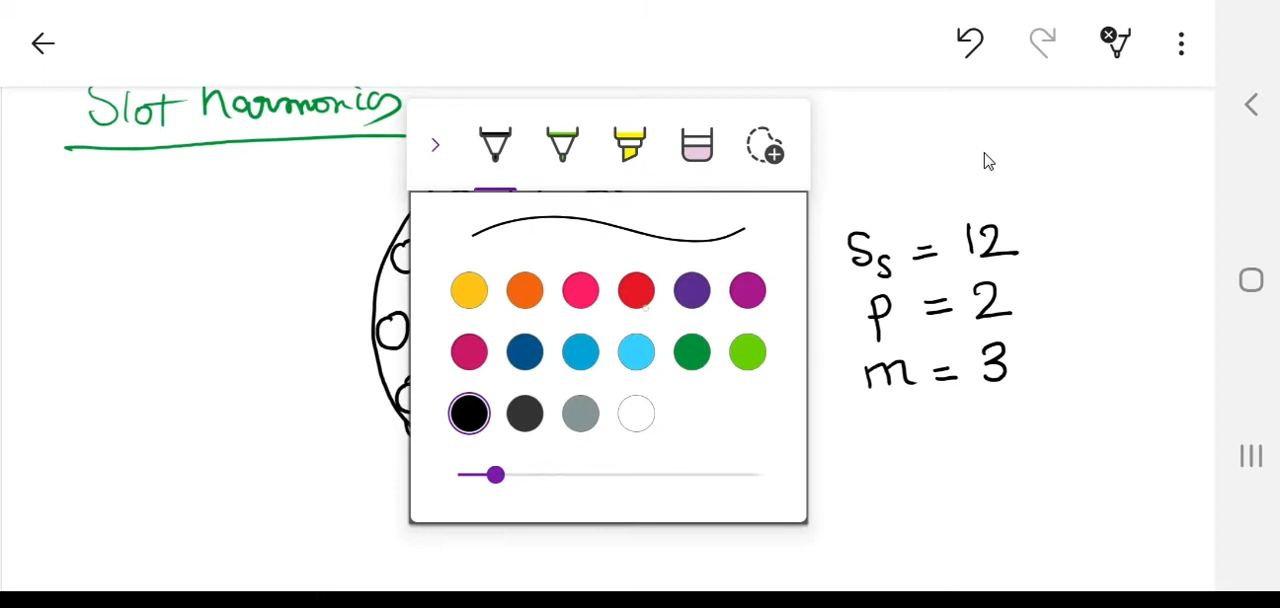 Slot harmonics
Ss = 12
p = 2
m = 3